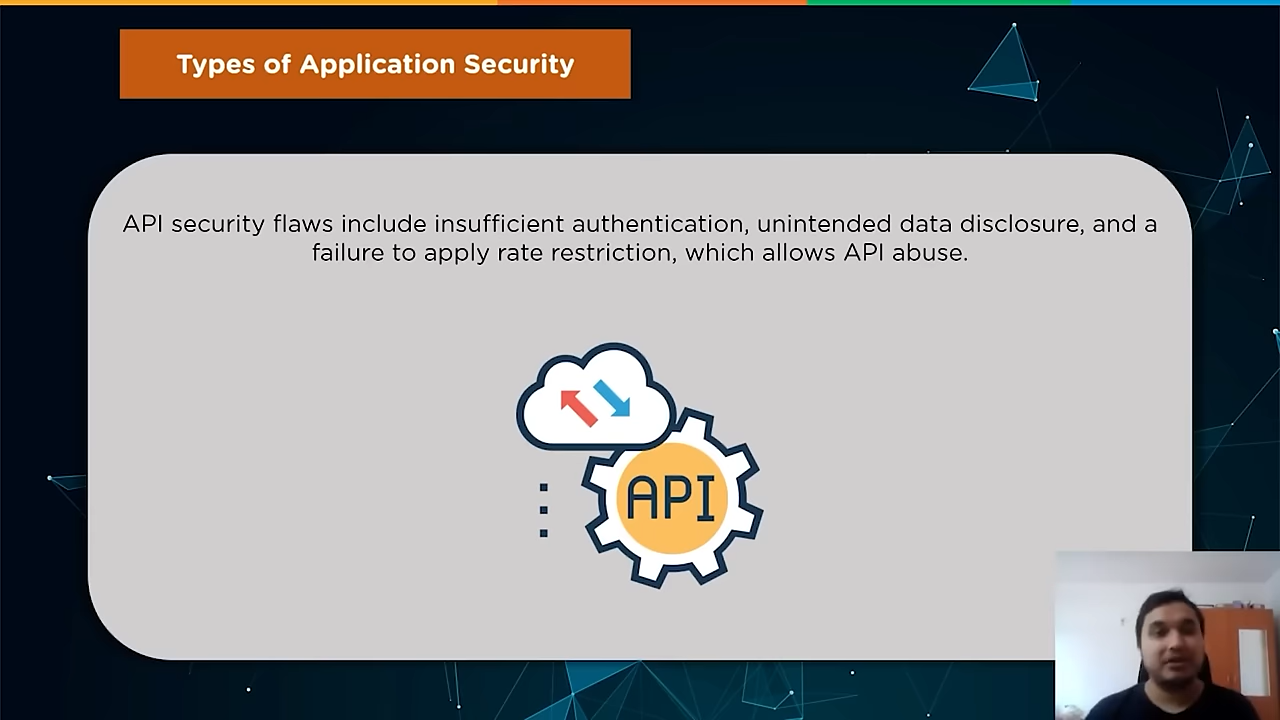 Types of Application Security
API security flaws include insufficient authentication, unintended data disclosure, and a
failure to apply rate restriction, which allows API abuse.
API